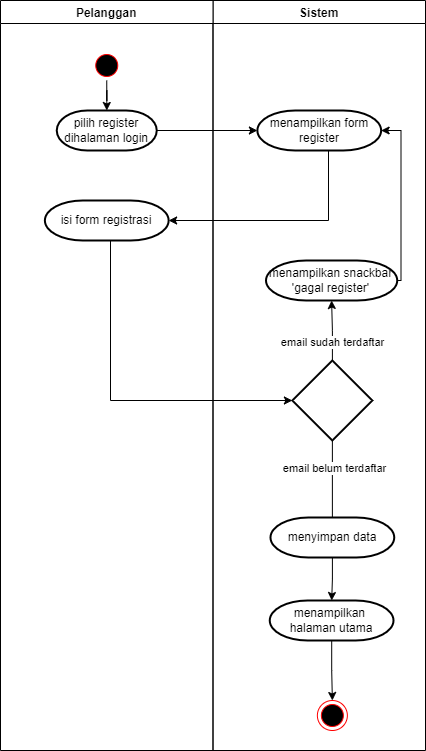 Pelanggan
Sistem
pilih register
dihalaman login
menampilkan form
register
isi form registrasi
menampilkan snackbar
'gagal register'
email sudah terdaftar
email belum terdaftar
menyimpan data
menampilkan
halaman utama